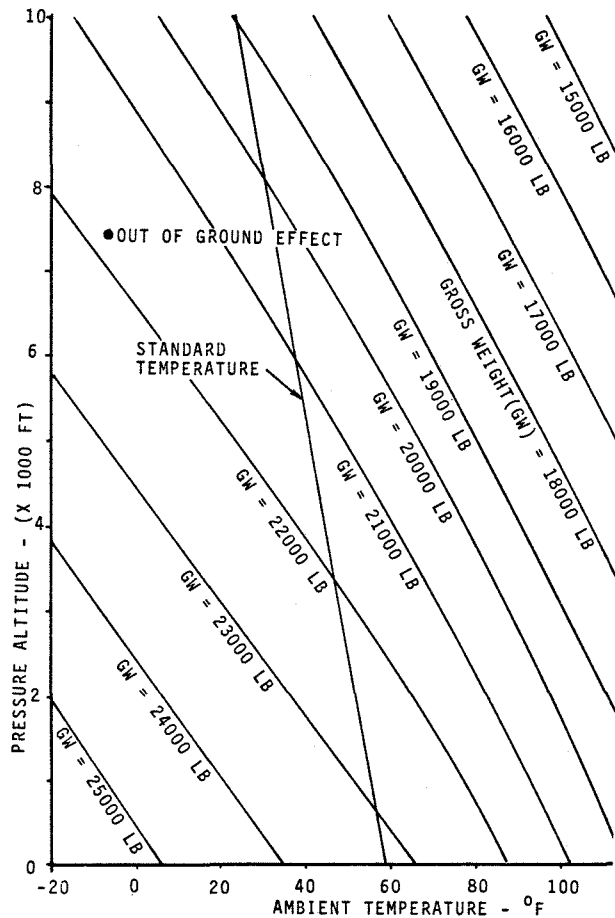 10
8
6
4
2
0
PRESSURE ALTITUDE - (X 1000 FT)
-20
0
20
40
60
80
100
AMBIENT TEMPERATURE - °F
●OUT OF GROUND EFFECT
STANDARD
TEMPERATURE
GW = 15000 LB
GW = 16000 LB
GW = 17000 LB
GROSS WEIGHT(GW) = 18000 LB
GW = 19000 LB
GW = 20000 LB
GW = 21000 LB
GW = 22000 LB
GW = 23000 LB
GW = 24000 LB
GW = 25000 LB